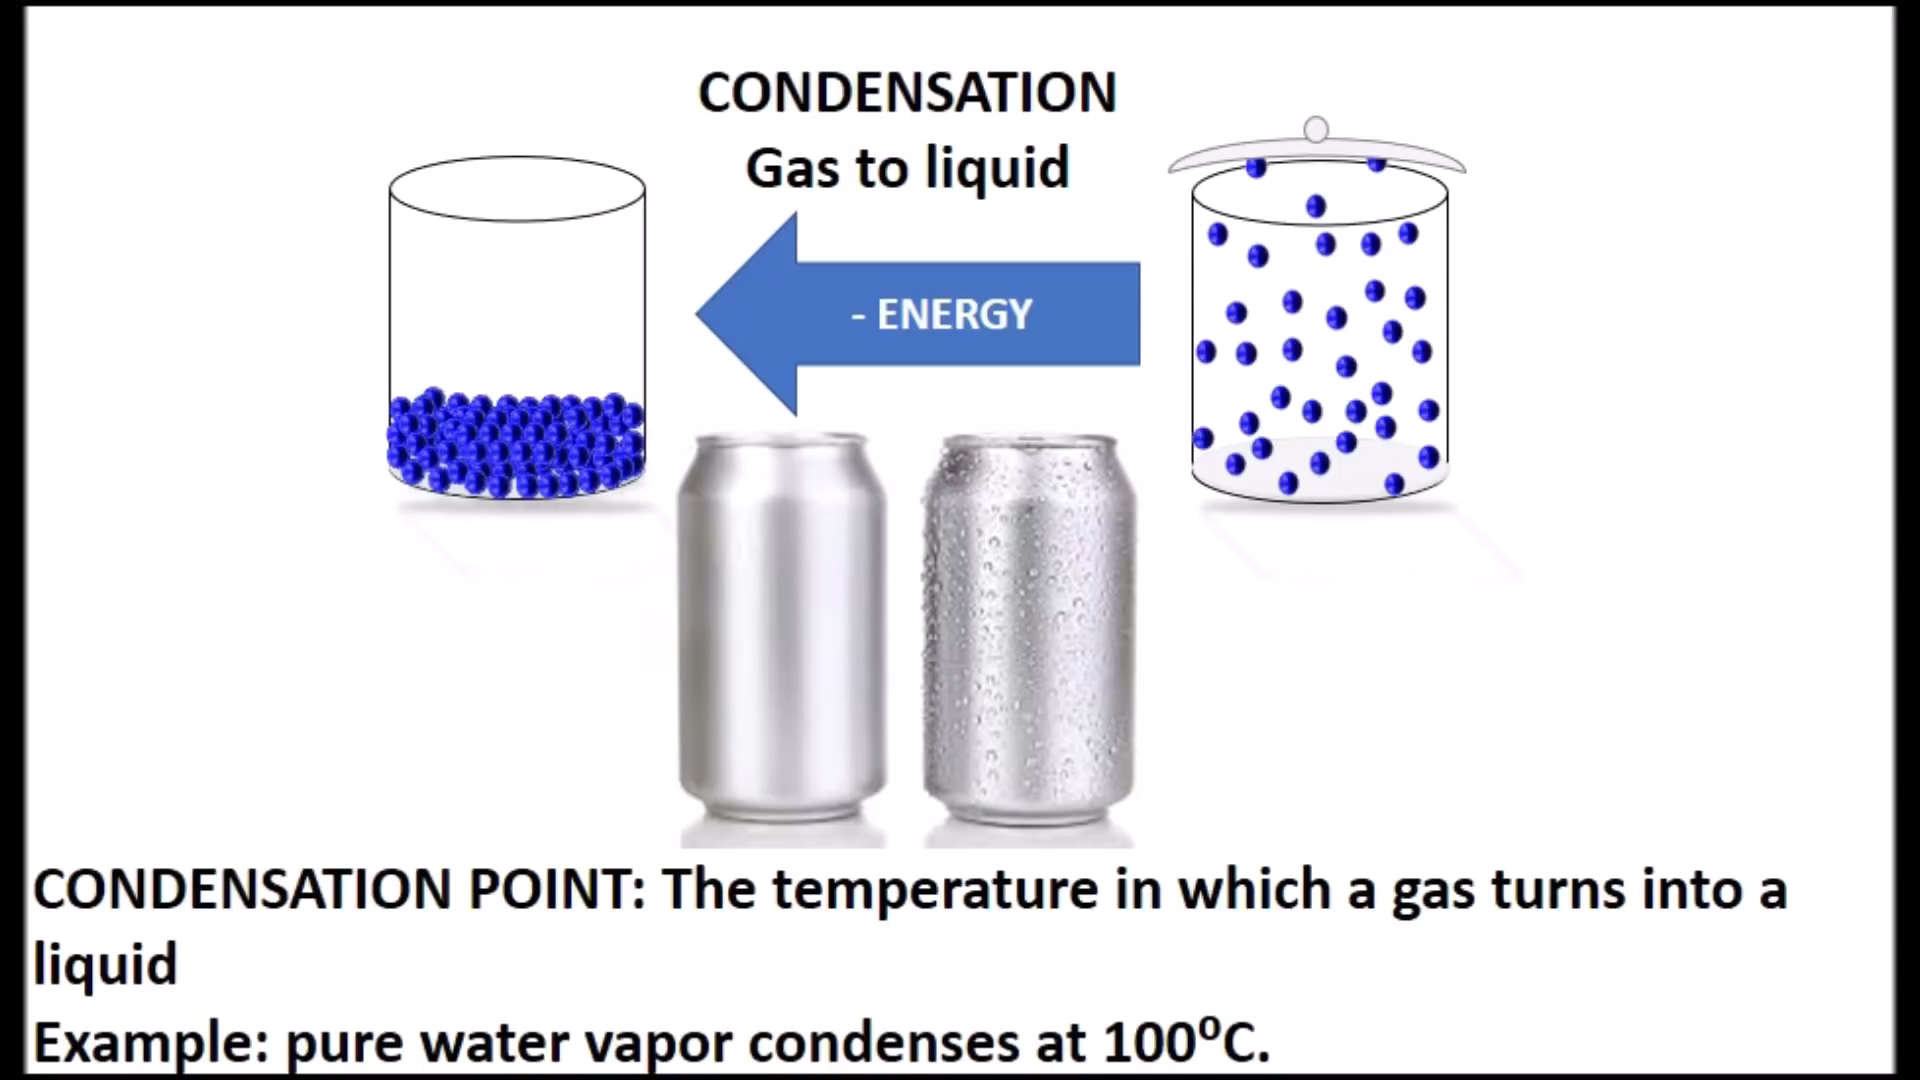 CONDENSATION
Gas to liquid
- ENERGY
CONDENSATION POINT: The temperature in which a gas turns into a
liquid
Example: pure water vapor condenses at 100⁰C.